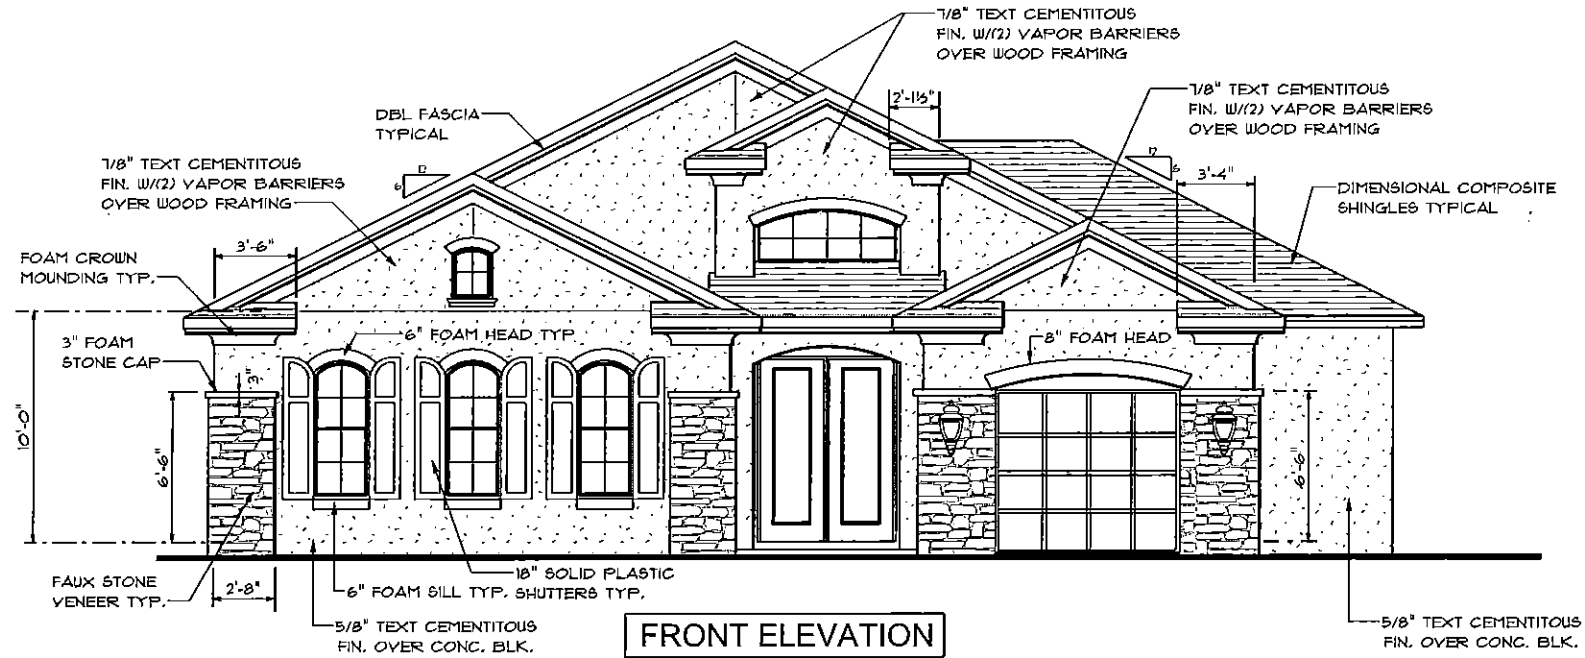 7/8" TEXT CEMENTITOUS
FIN. W/(2) VAPOR BARRIERS
OVER WOOD FRAMING
7/8" TEXT CEMENTITOUS
FIN. W/(2) VAPOR BARRIERS
OVER WOOD FRAMING
2'-1½"
DBL FASCIA
TYPICAL
7/8" TEXT CEMENTITOUS
FIN. W/(2) VAPOR BARRIERS
OVER WOOD FRAMING
12
6
12
6
3'-4"
DIMENSIONAL COMPOSITE
SHINGLES TYPICAL
3'-6"
FOAM CROWN
MOUNDING TYP.
3" FOAM
STONE CAP
6" FOAM HEAD TYP
8" FOAM HEAD
3"
10'-0"
6'-6"
6'-6"
FAUX STONE
VENEER TYP.
2'-8"
6" FOAM SILL TYP.
18" SOLID PLASTIC
SHUTTERS TYP.
5/8" TEXT CEMENTITOUS
FIN. OVER CONC. BLK.
FRONT ELEVATION
5/8" TEXT CEMENTITOUS
FIN. OVER CONC. BLK.